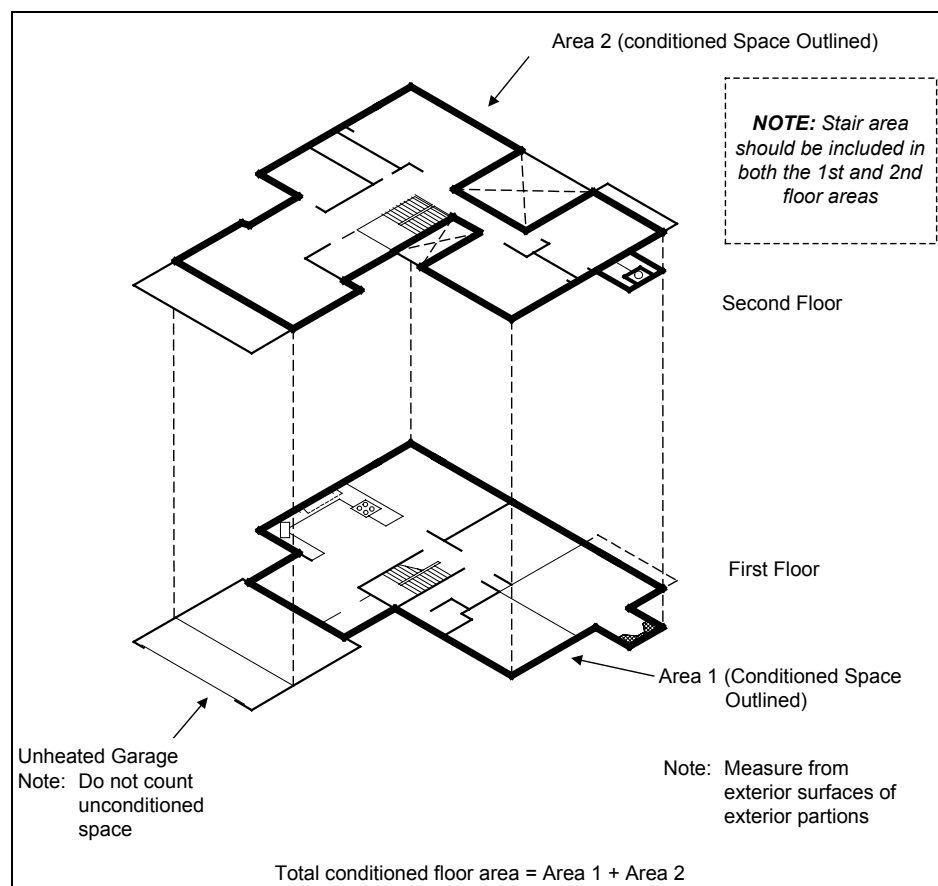 Area 2 (conditioned Space Outlined)
NOTE: Stair area
should be included in
both the 1st and 2nd
floor areas
Second Floor
First Floor
Area 1 (Conditioned Space
Outlined)
Unheated Garage
Note: Do not count
unconditioned
space
Note: Measure from
exterior surfaces of
exterior partions
Total conditioned floor area = Area 1 + Area 2